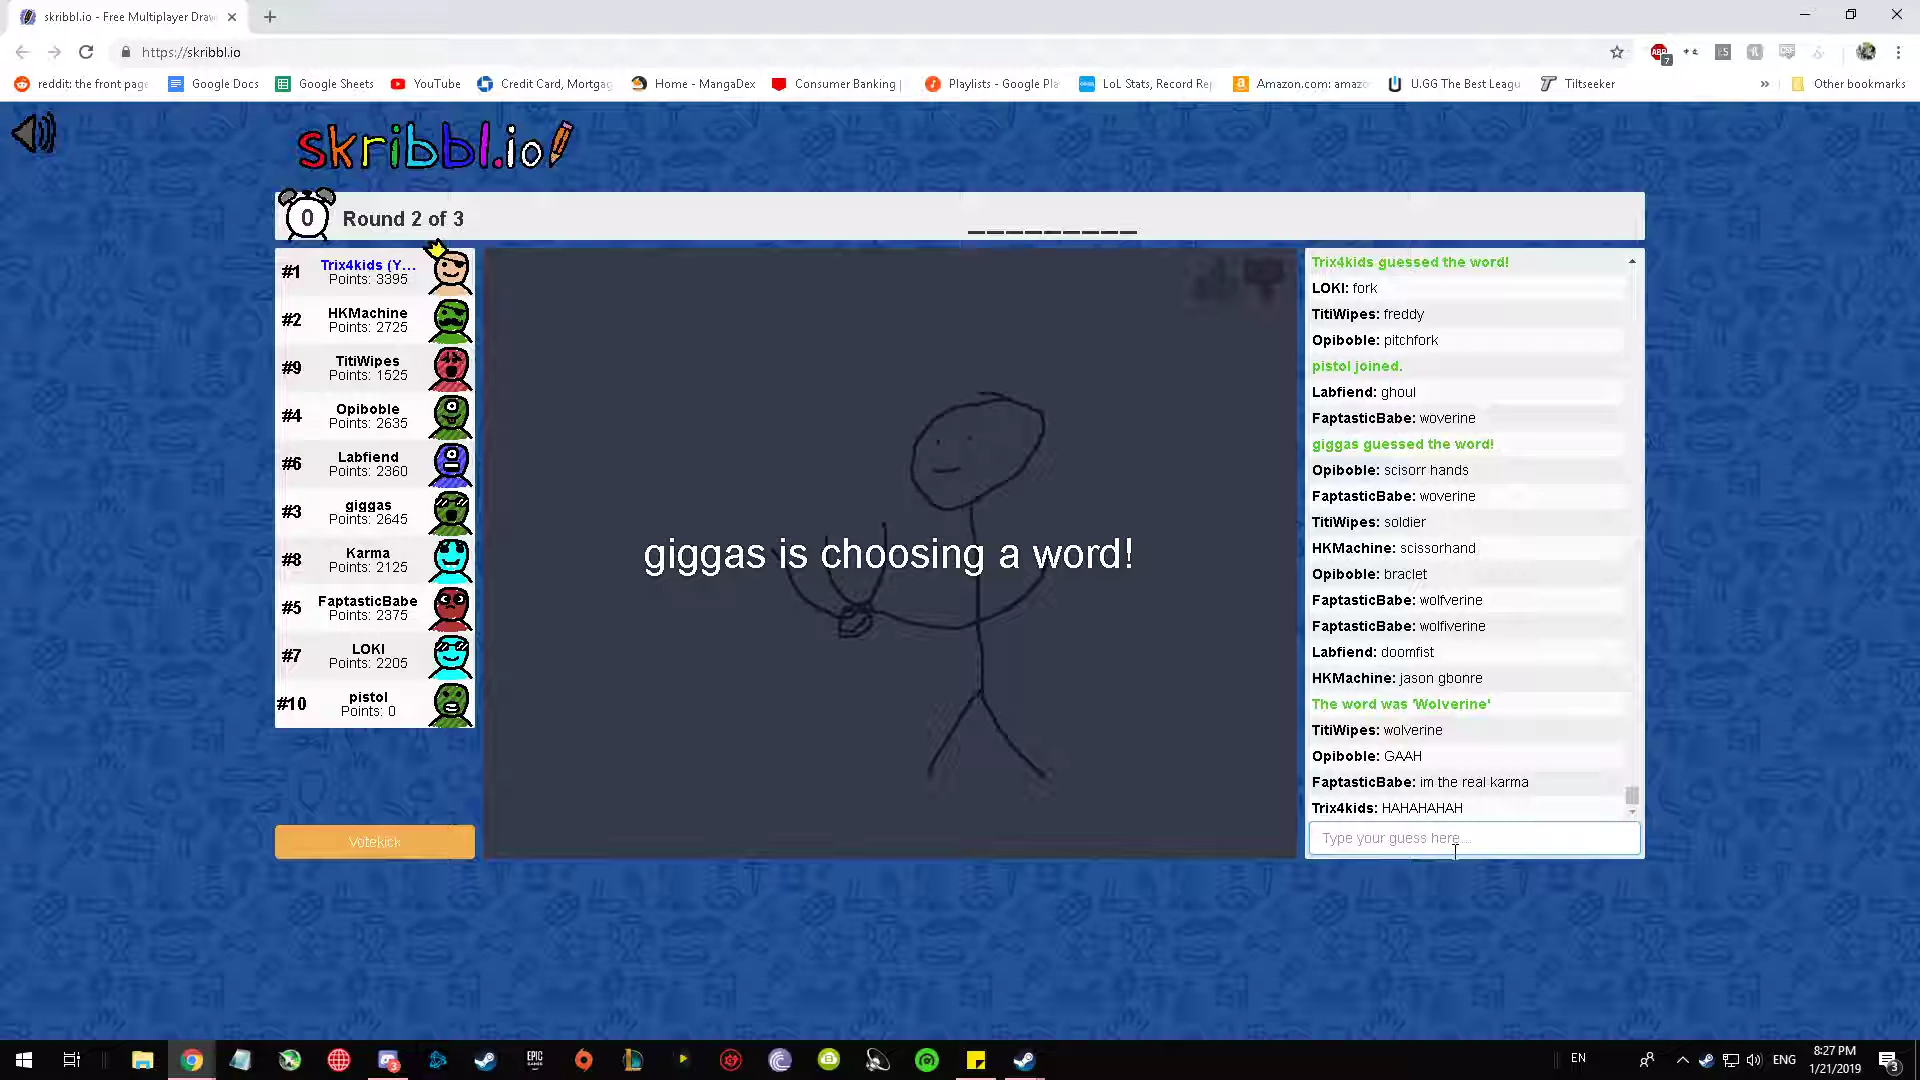 skribbl.io - Free Multiplayer Draw
https://skribbl.io
7
reddit: the front page
Google Docs
Google Sheets
YouTube
Credit Card, Mortgag
Home - MangaDex
Consumer Banking |
Playlists - Google Pla
LoL Stats, Record Re
Amazon.com: amazo
U.GG The Best Leagu
Tiltseeker
Other bookmarks
skribbl.io
0
Round 2 of 3
_________
#1
Trix4kids (Y...
Points: 3395
#2
HKMachine
Points: 2725
#9
TitiWipes
Points: 1525
#4
Opiboble
Points: 2635
#6
Labfiend
Points: 2360
#3
giggas
Points: 2645
#8
Karma
Points: 2125
#5
FaptasticBabe
Points: 2375
#7
LOKI
Points: 2205
#10
pistol
Points: 0
Votekick
giggas is choosing a word!
Trix4kids guessed the word!
LOKI: fork
TitiWipes: freddy
Opiboble: pitchfork
pistol joined.
Labfiend: ghoul
FaptasticBabe: woverine
giggas guessed the word!
Opiboble: scisorr hands
FaptasticBabe: woverine
TitiWipes: soldier
HKMachine: scissorhand
Opiboble: braclet
FaptasticBabe: wolfverine
FaptasticBabe: wolfiverine
Labfiend: doomfist
HKMachine: jason gbonre
The word was 'Wolverine'
TitiWipes: wolverine
Opiboble: GAAH
FaptasticBabe: im the real karma
Trix4kids: HAHAHAHAH
Type your guess here...
3
EPIC
GAMES
EN
ENG
8:27 PM
1/21/2019
3